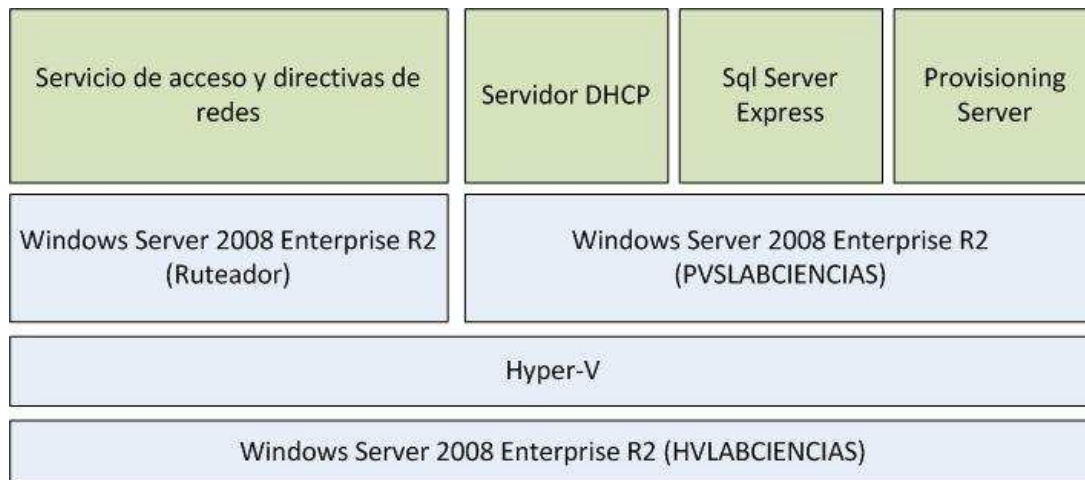 Servicio de acceso y directivas de
redes
Servidor DHCP
Sql Server
Express
Provisioning
Server
Windows Server 2008 Enterprise R2
(Ruteador)
Windows Server 2008 Enterprise R2
(PVSLABCIENCIAS)
Hyper-V
Windows Server 2008 Enterprise R2 (HVLABCIENCIAS)